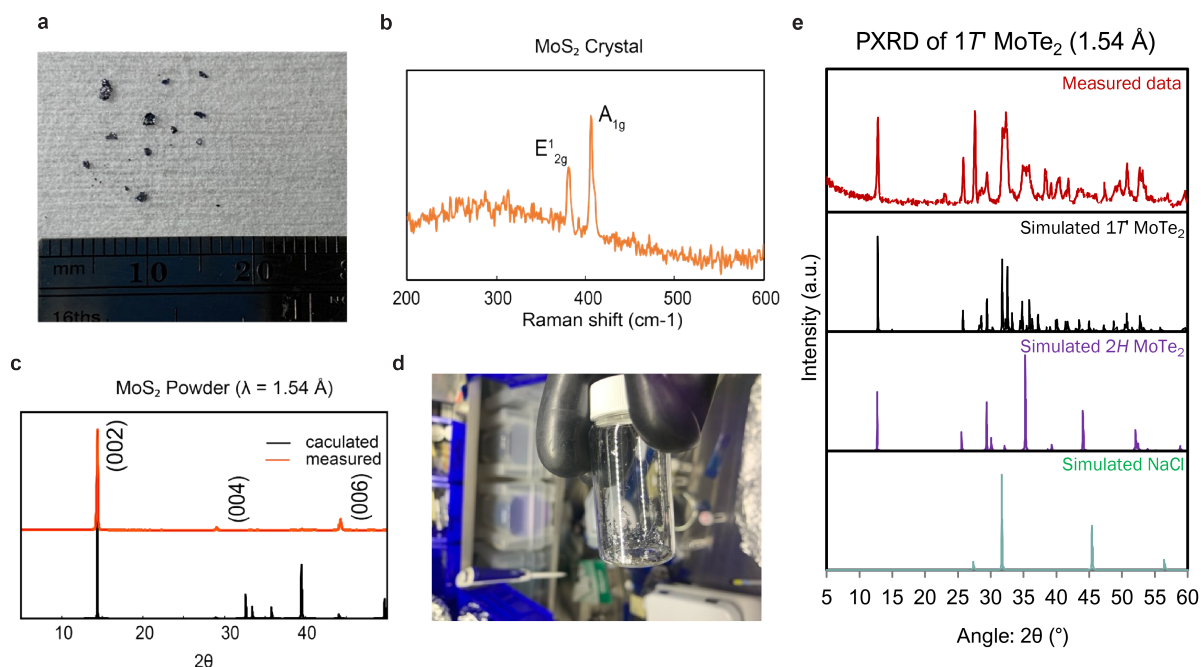 a
mm 10 20 3
16ths
b
MoS₂ Crystal
E¹₂g
A₁g
200 300 400 500 600
Raman shift (cm-1)
c
MoS₂ Powder (λ = 1.54 Å)
caculated
measured
(002)
(004)
(006)
10 20 30 40
2θ
d
e
PXRD of 1T' MoTe₂ (1.54 Å)
Measured data
Simulated 1T' MoTe₂
Simulated 2H MoTe₂
Simulated NaCl
Intensity (a.u.)
5 10 15 20 25 30 35 40 45 50 55 60
Angle: 2θ (°)